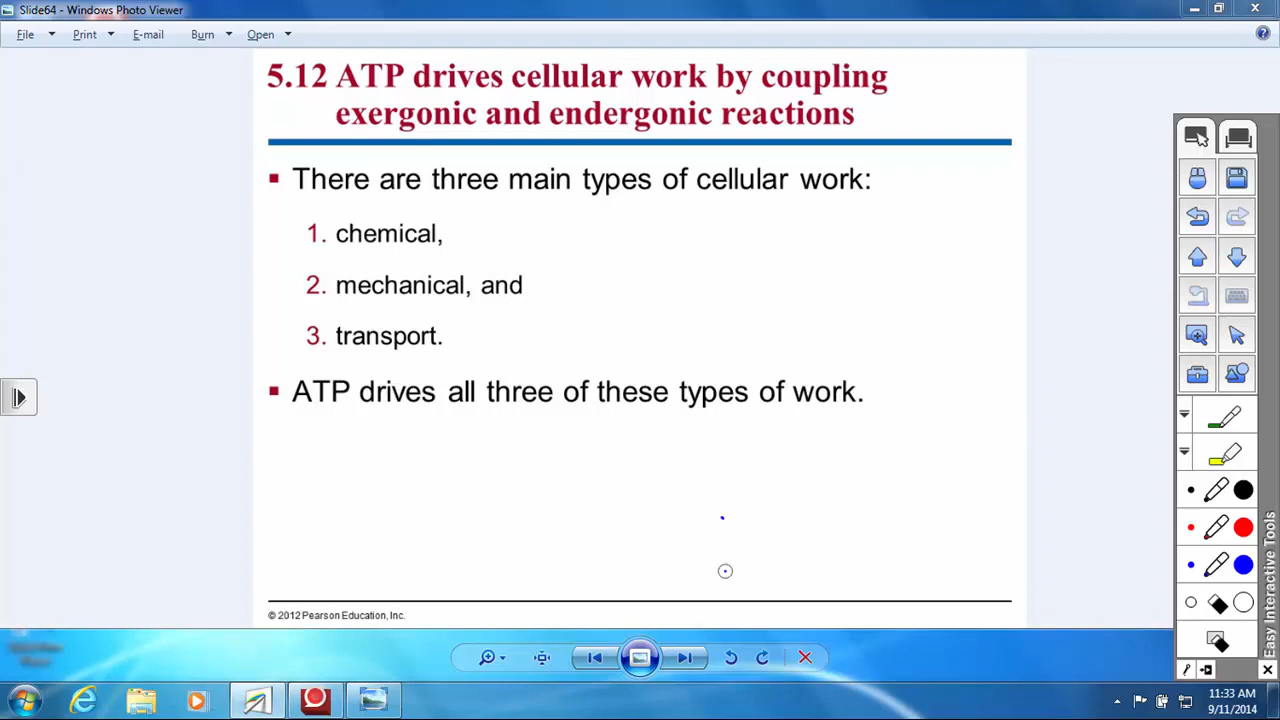 Slide64 - Windows Photo Viewer
File Print E-mail Burn Open
5.12 ATP drives cellular work by coupling
exergonic and endergonic reactions
▪ There are three main types of cellular work:
1. chemical,
2. mechanical, and
3. transport.
▪ ATP drives all three of these types of work.
© 2012 Pearson Education, Inc.
Easy Interactive Tools
11:33 AM
9/11/2014